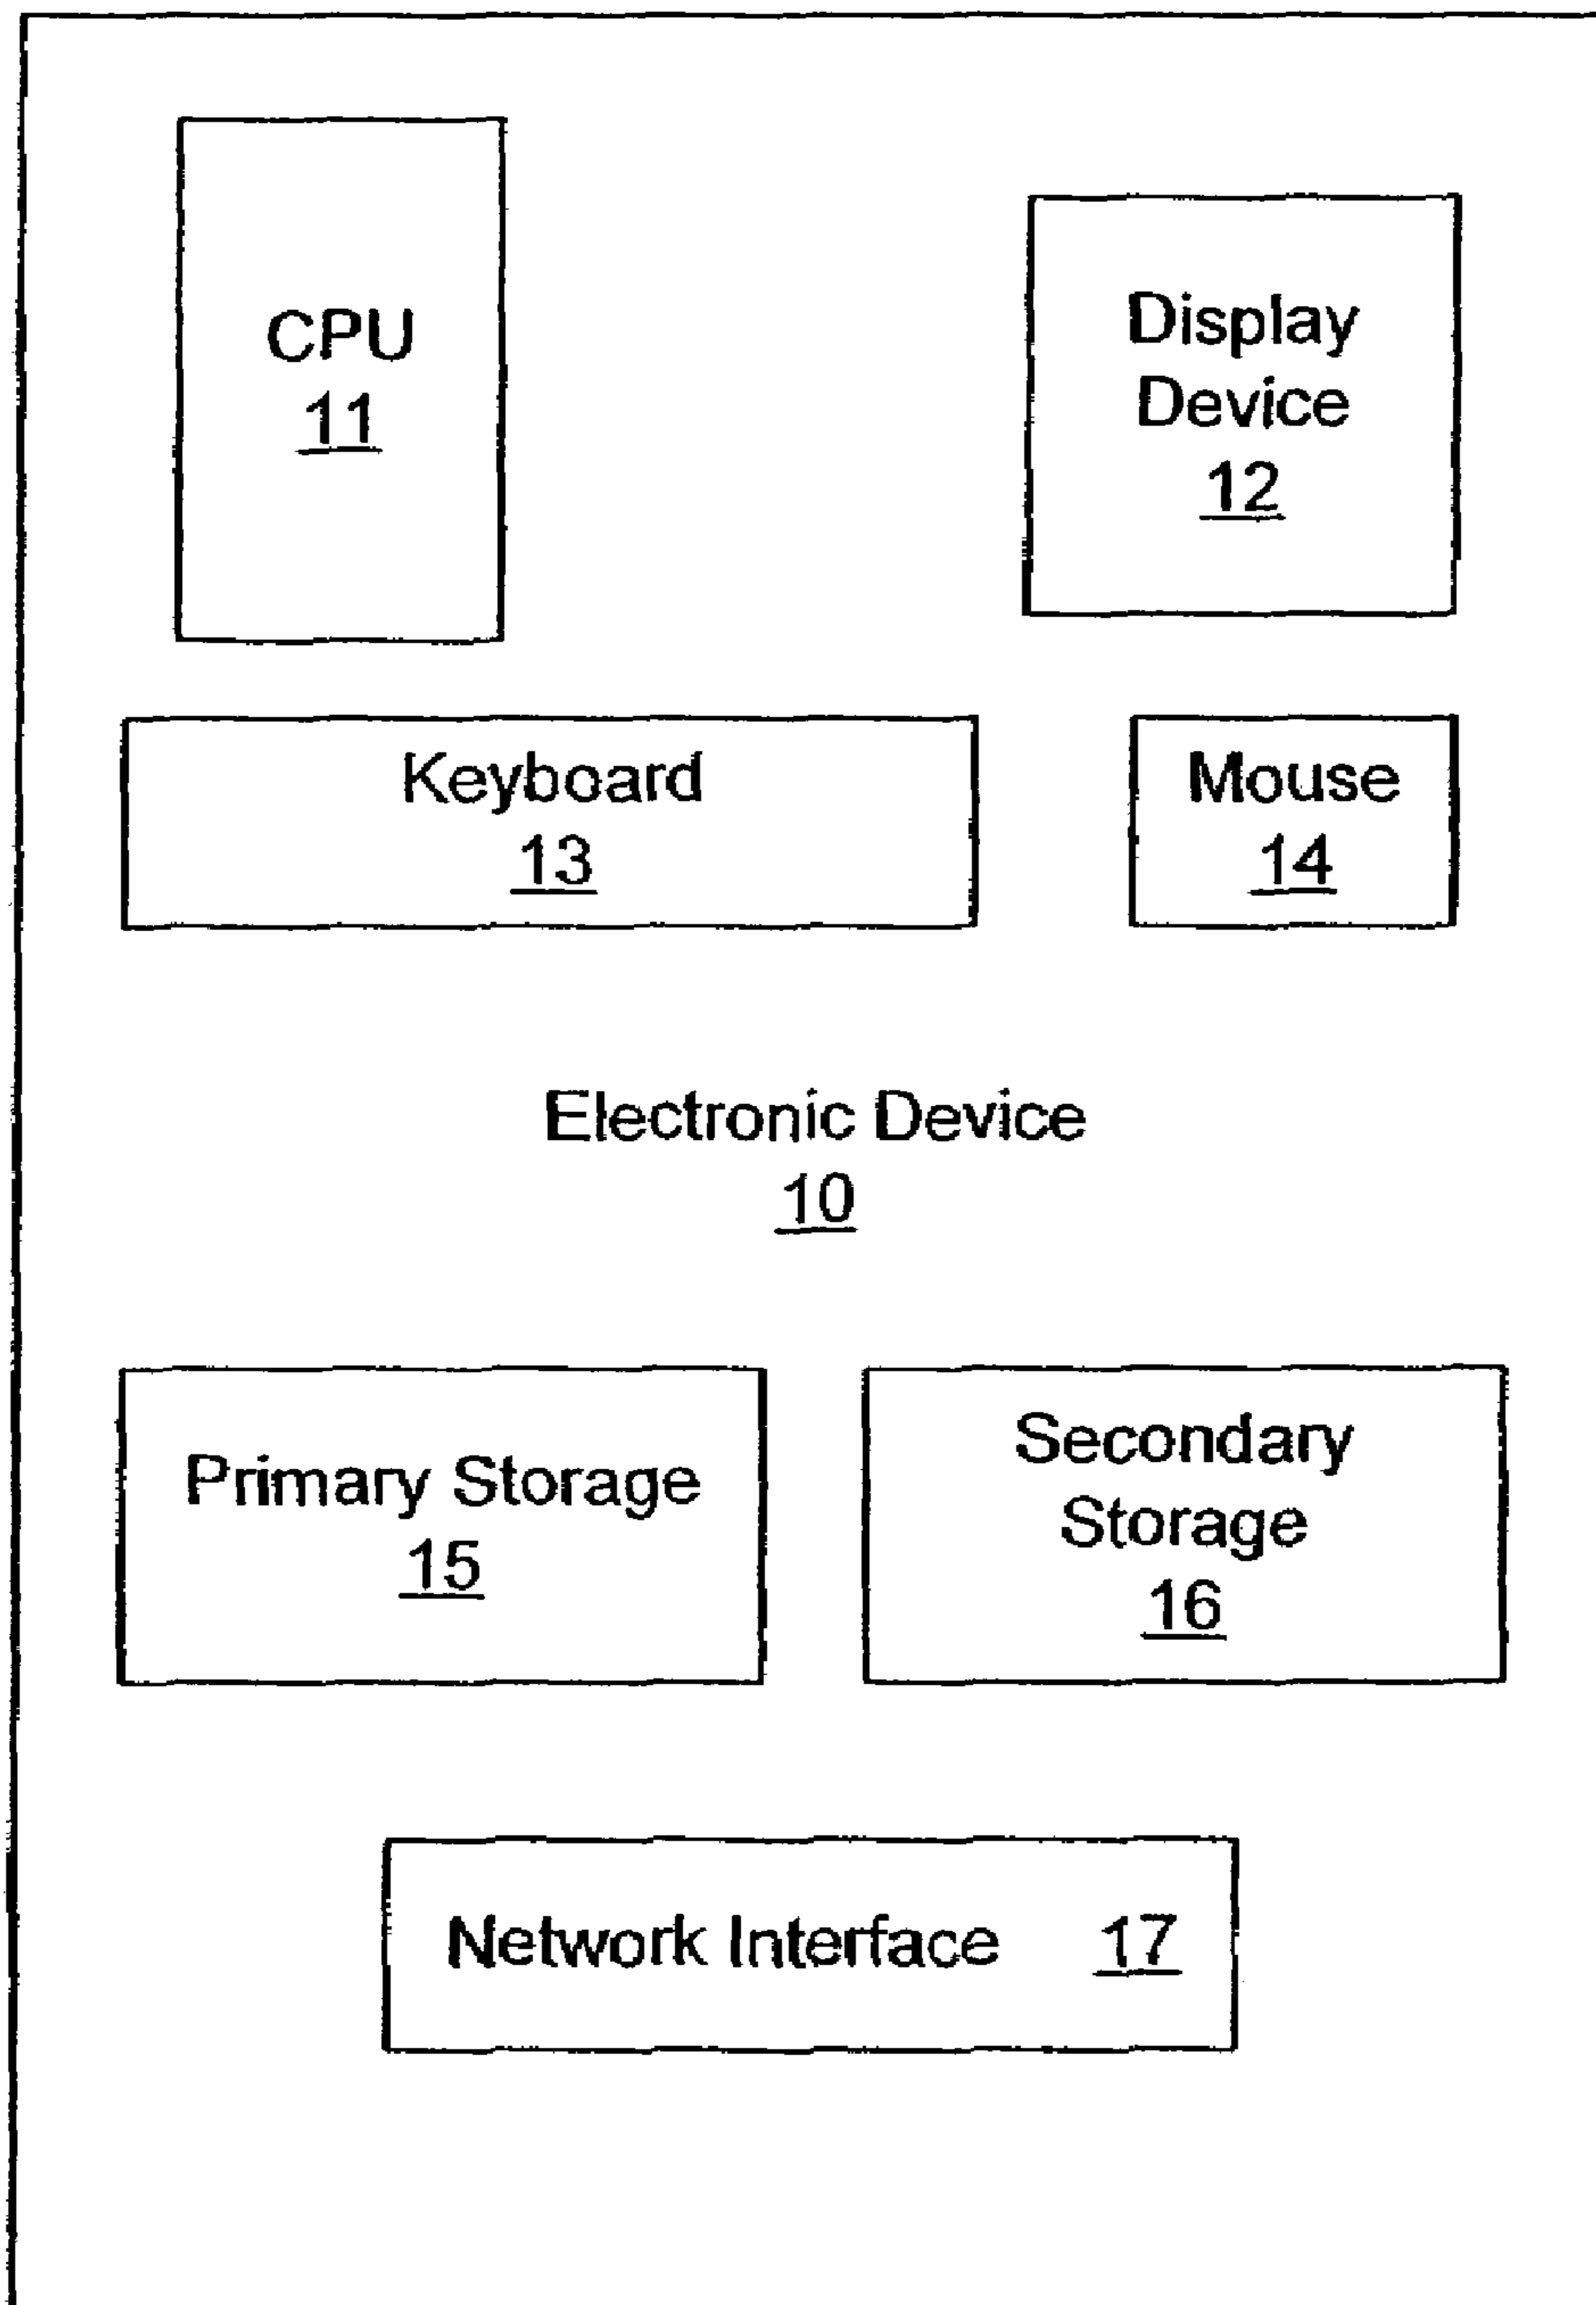 CPU
11
Display
Device
12
Keyboard
13
Mouse
14
Electronic Device
10
Primary Storage
15
Secondary
Storage
16
Network Interface 17